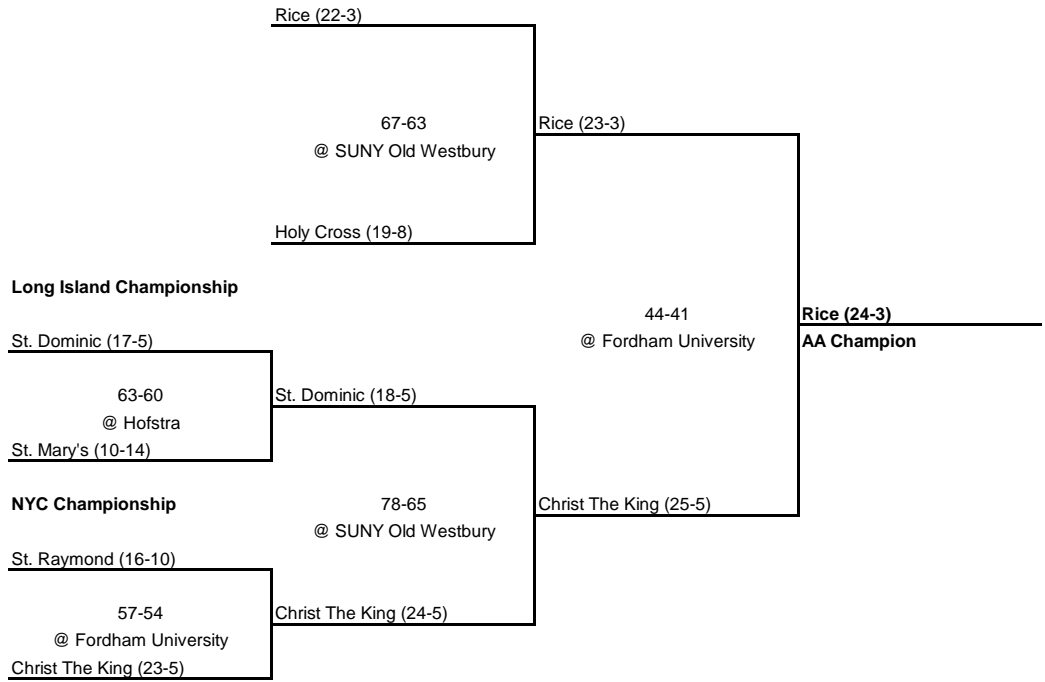 Rice (22-3)
67-63
@ SUNY Old Westbury
Rice (23-3)
Holy Cross (19-8)
Long Island Championship
44-41
@ Fordham University
Rice (24-3)
AA Champion
St. Dominic (17-5)
63-60
@ Hofstra
St. Dominic (18-5)
St. Mary's (10-14)
NYC Championship
78-65
@ SUNY Old Westbury
Christ The King (25-5)
St. Raymond (16-10)
57-54
@ Fordham University
Christ The King (24-5)
Christ The King (23-5)